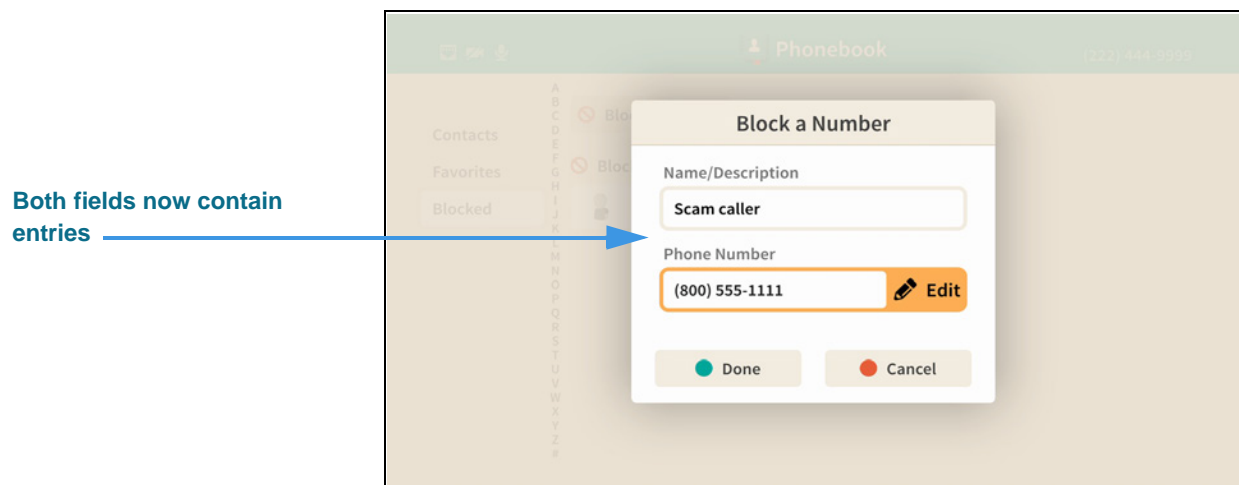 Phonebook
(222) 444-5599
Contacts
Favorites
Blocked
A
B
C
D
E
F
G
H
I
J
K
L
M
N
O
P
Q
R
S
T
U
V
W
X
Y
Z
#
Block a Number
Name/Description
Scam caller
Phone Number
(800) 555-1111
Edit
Done
Cancel
Both fields now contain
entries